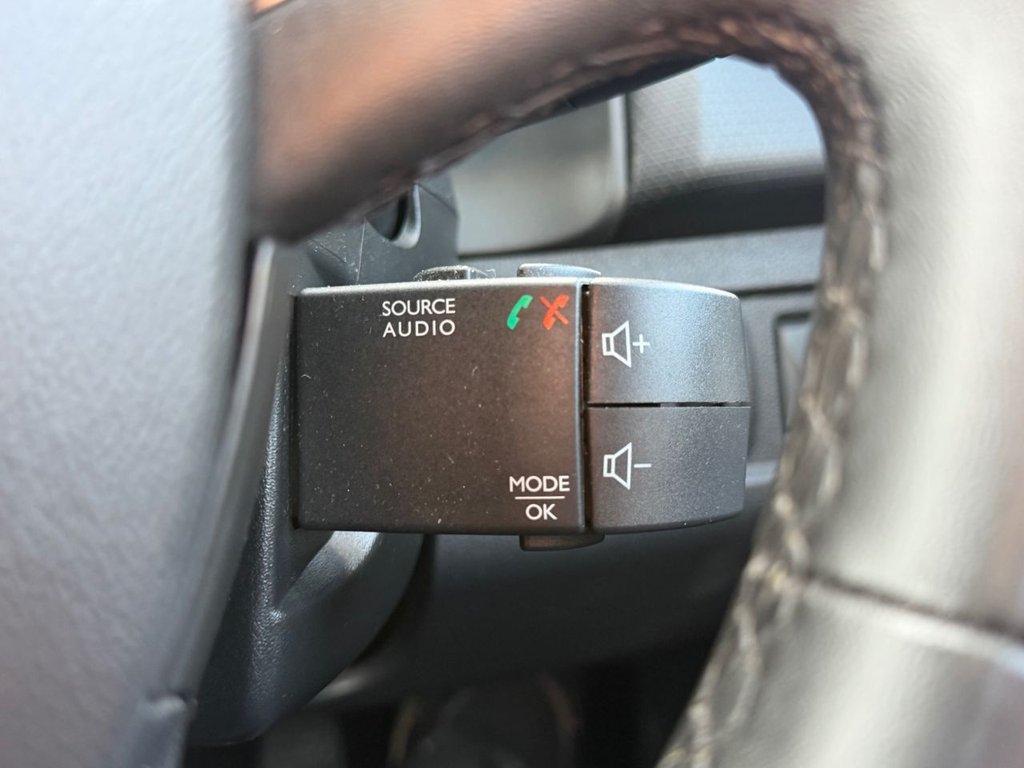 SOURCE
AUDIO
+
-
MODE
OK